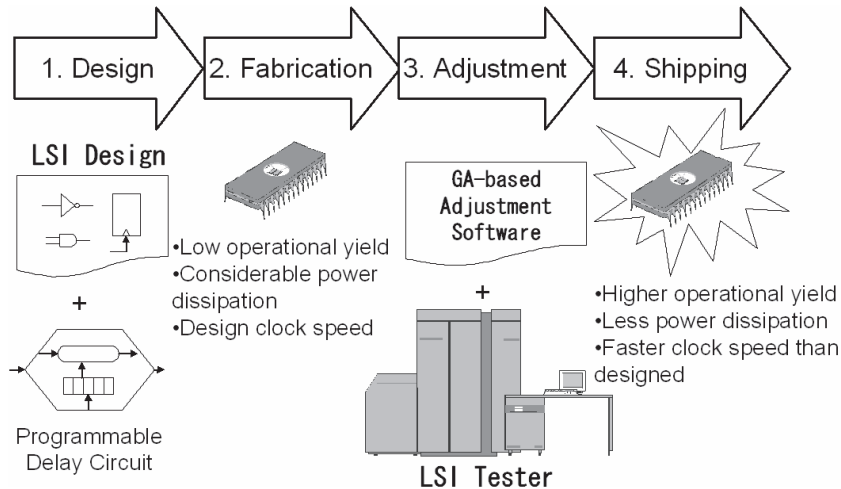 1. Design
2. Fabrication
3. Adjustment
4. Shipping
LSI Design
+
Programmable
Delay Circuit
•Low operational yield
•Considerable power
dissipation
•Design clock speed
GA-based
Adjustment
Software
+
LSI Tester
•Higher operational yield
•Less power dissipation
•Faster clock speed than
designed